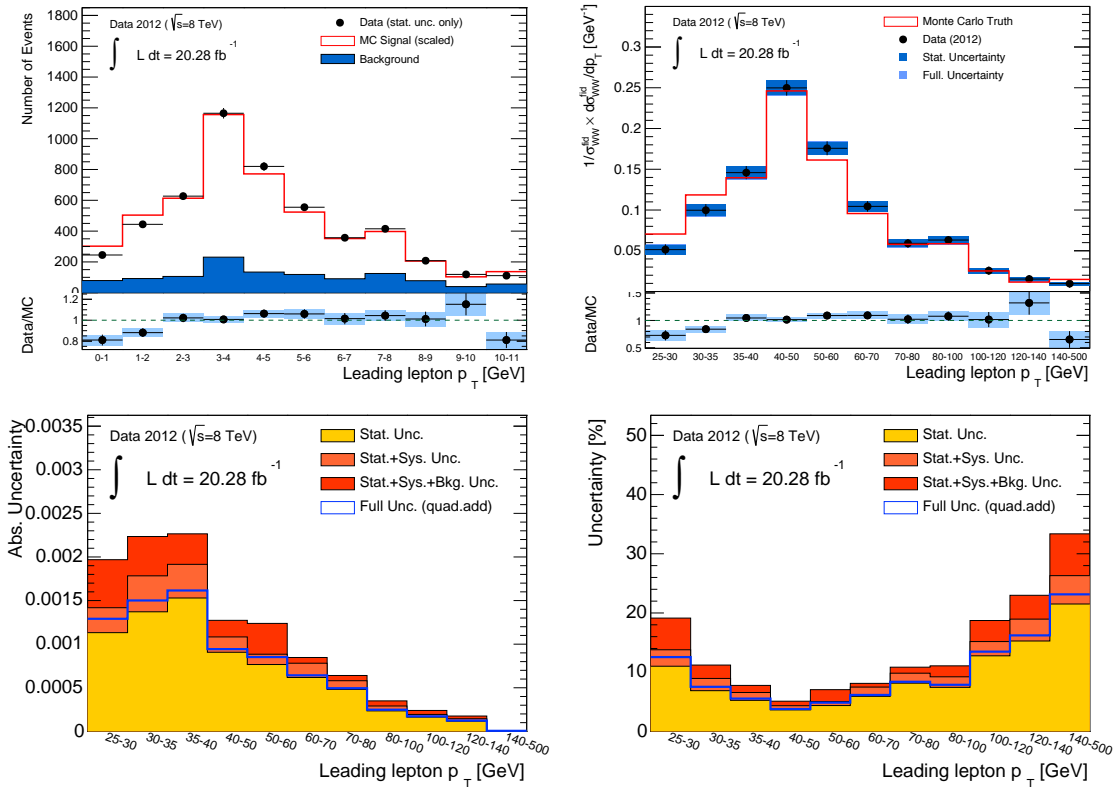 Data 2012 ( √s=8 TeV)
∫ L dt = 20.28 fb⁻¹
Data (stat. unc. only)
MC Signal (scaled)
Background
Number of Events
1800
1600
1400
1200
1000
800
600
400
200
0
Data/MC
1.2
1
0.8
0-1 1-2 2-3 3-4 4-5 5-6 6-7 7-8 8-9 9-10 10-11
Leading lepton p_T [GeV]
Data 2012 ( √s=8 TeV)
∫ L dt = 20.28 fb⁻¹
Monte Carlo Truth
Data (2012)
Stat. Uncertainty
Full. Uncertainty
1/σ_WW^fid × dσ_WW^fid/dp_T [GeV⁻¹]
0.3
0.25
0.2
0.15
0.1
0.05
Data/MC
1.5
1
0.5
25-30 30-35 35-40 40-50 50-60 60-70 70-80 80-100 100-120 120-140 140-500
Leading lepton p_T [GeV]
Data 2012 ( √s=8 TeV)
∫ L dt = 20.28 fb⁻¹
Stat. Unc.
Stat.+Sys. Unc.
Stat.+Sys.+Bkg. Unc.
Full Unc. (quad.add)
Abs. Uncertainty
0.0035
0.003
0.0025
0.002
0.0015
0.001
0.0005
0
25-30 30-35 35-40 40-50 50-60 60-70 70-80 80-100 100-120 120-140 140-500
Leading lepton p_T [GeV]
Data 2012 ( √s=8 TeV)
∫ L dt = 20.28 fb⁻¹
Stat. Unc.
Stat.+Sys. Unc.
Stat.+Sys.+Bkg. Unc.
Full Unc. (quad.add)
Uncertainty [%]
50
40
30
20
10
0
25-30 30-35 35-40 40-50 50-60 60-70 70-80 80-100 100-120 120-140 140-500
Leading lepton p_T [GeV]